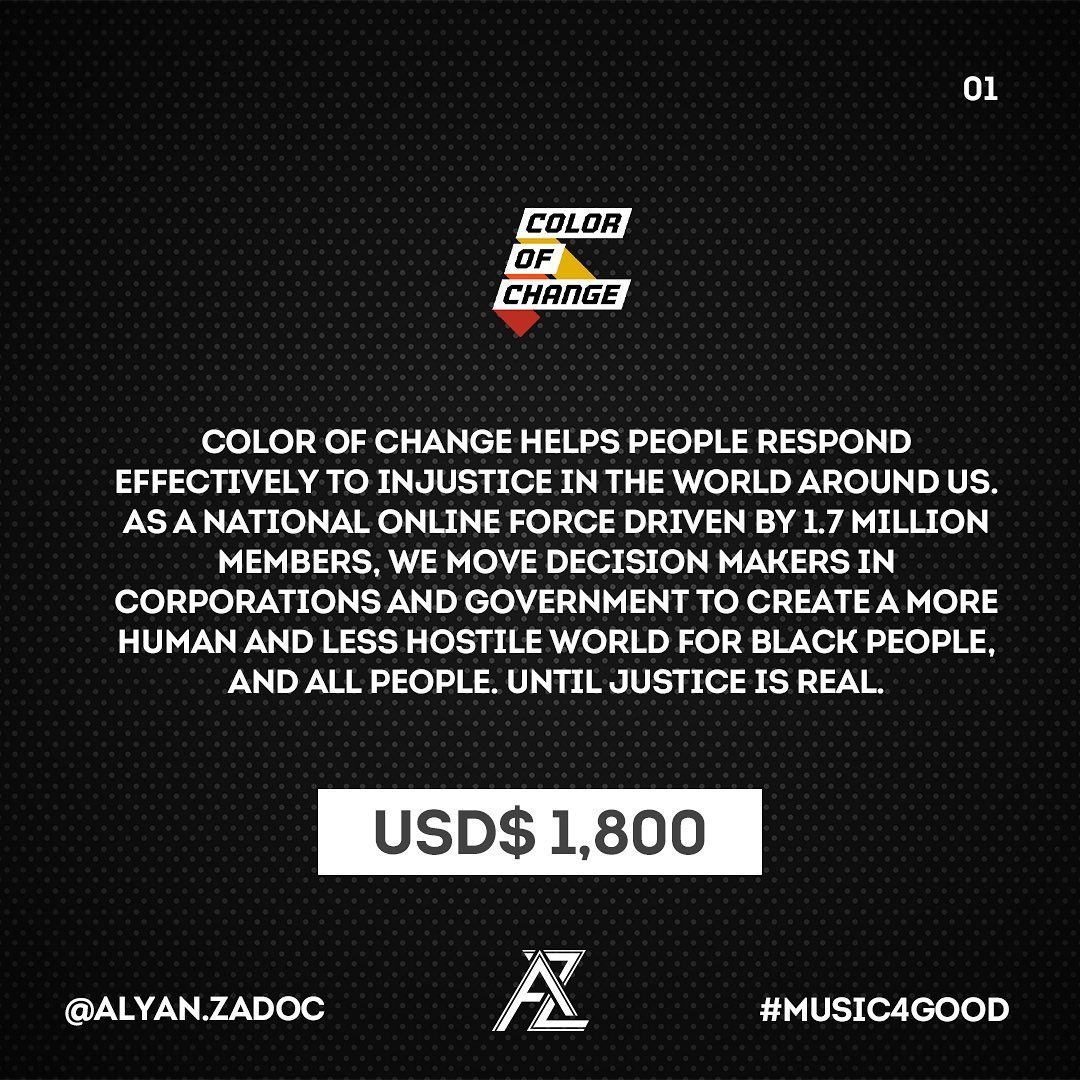 01
COLOR
OF
CHANGE
COLOR OF CHANGE HELPS PEOPLE RESPOND
EFFECTIVELY TO INJUSTICE IN THE WORLD AROUND US.
AS A NATIONAL ONLINE FORCE DRIVEN BY 1.7 MILLION
MEMBERS, WE MOVE DECISION MAKERS IN
CORPORATIONS AND GOVERNMENT TO CREATE A MORE
HUMAN AND LESS HOSTILE WORLD FOR BLACK PEOPLE,
AND ALL PEOPLE. UNTIL JUSTICE IS REAL.
USD$ 1,800
AZ
@ALYAN.ZADOC
#MUSIC4GOOD